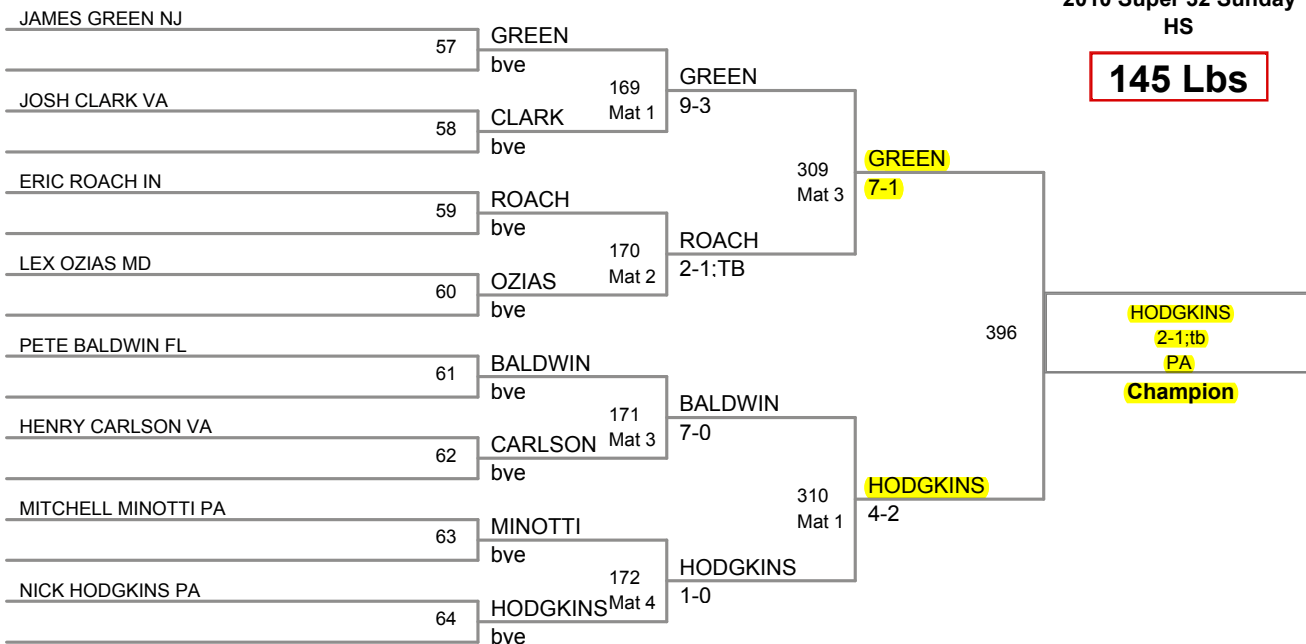 2010 Super 32 Sunday
HS
145 Lbs
JAMES GREEN NJ
57
GREEN
bye
JOSH CLARK VA
58
CLARK
bye
169
Mat 1
GREEN
9-3
ERIC ROACH IN
59
ROACH
bye
LEX OZIAS MD
60
OZIAS
bye
170
Mat 2
ROACH
2-1;TB
309
Mat 3
GREEN
7-1
PETE BALDWIN FL
61
BALDWIN
bye
HENRY CARLSON VA
62
CARLSON
bye
171
Mat 3
BALDWIN
7-0
MITCHELL MINOTTI PA
63
MINOTTI
bye
NICK HODGKINS PA
64
HODGKINS
bye
172
Mat 4
HODGKINS
1-0
310
Mat 1
HODGKINS
4-2
396
HODGKINS
2-1;tb
PA
Champion